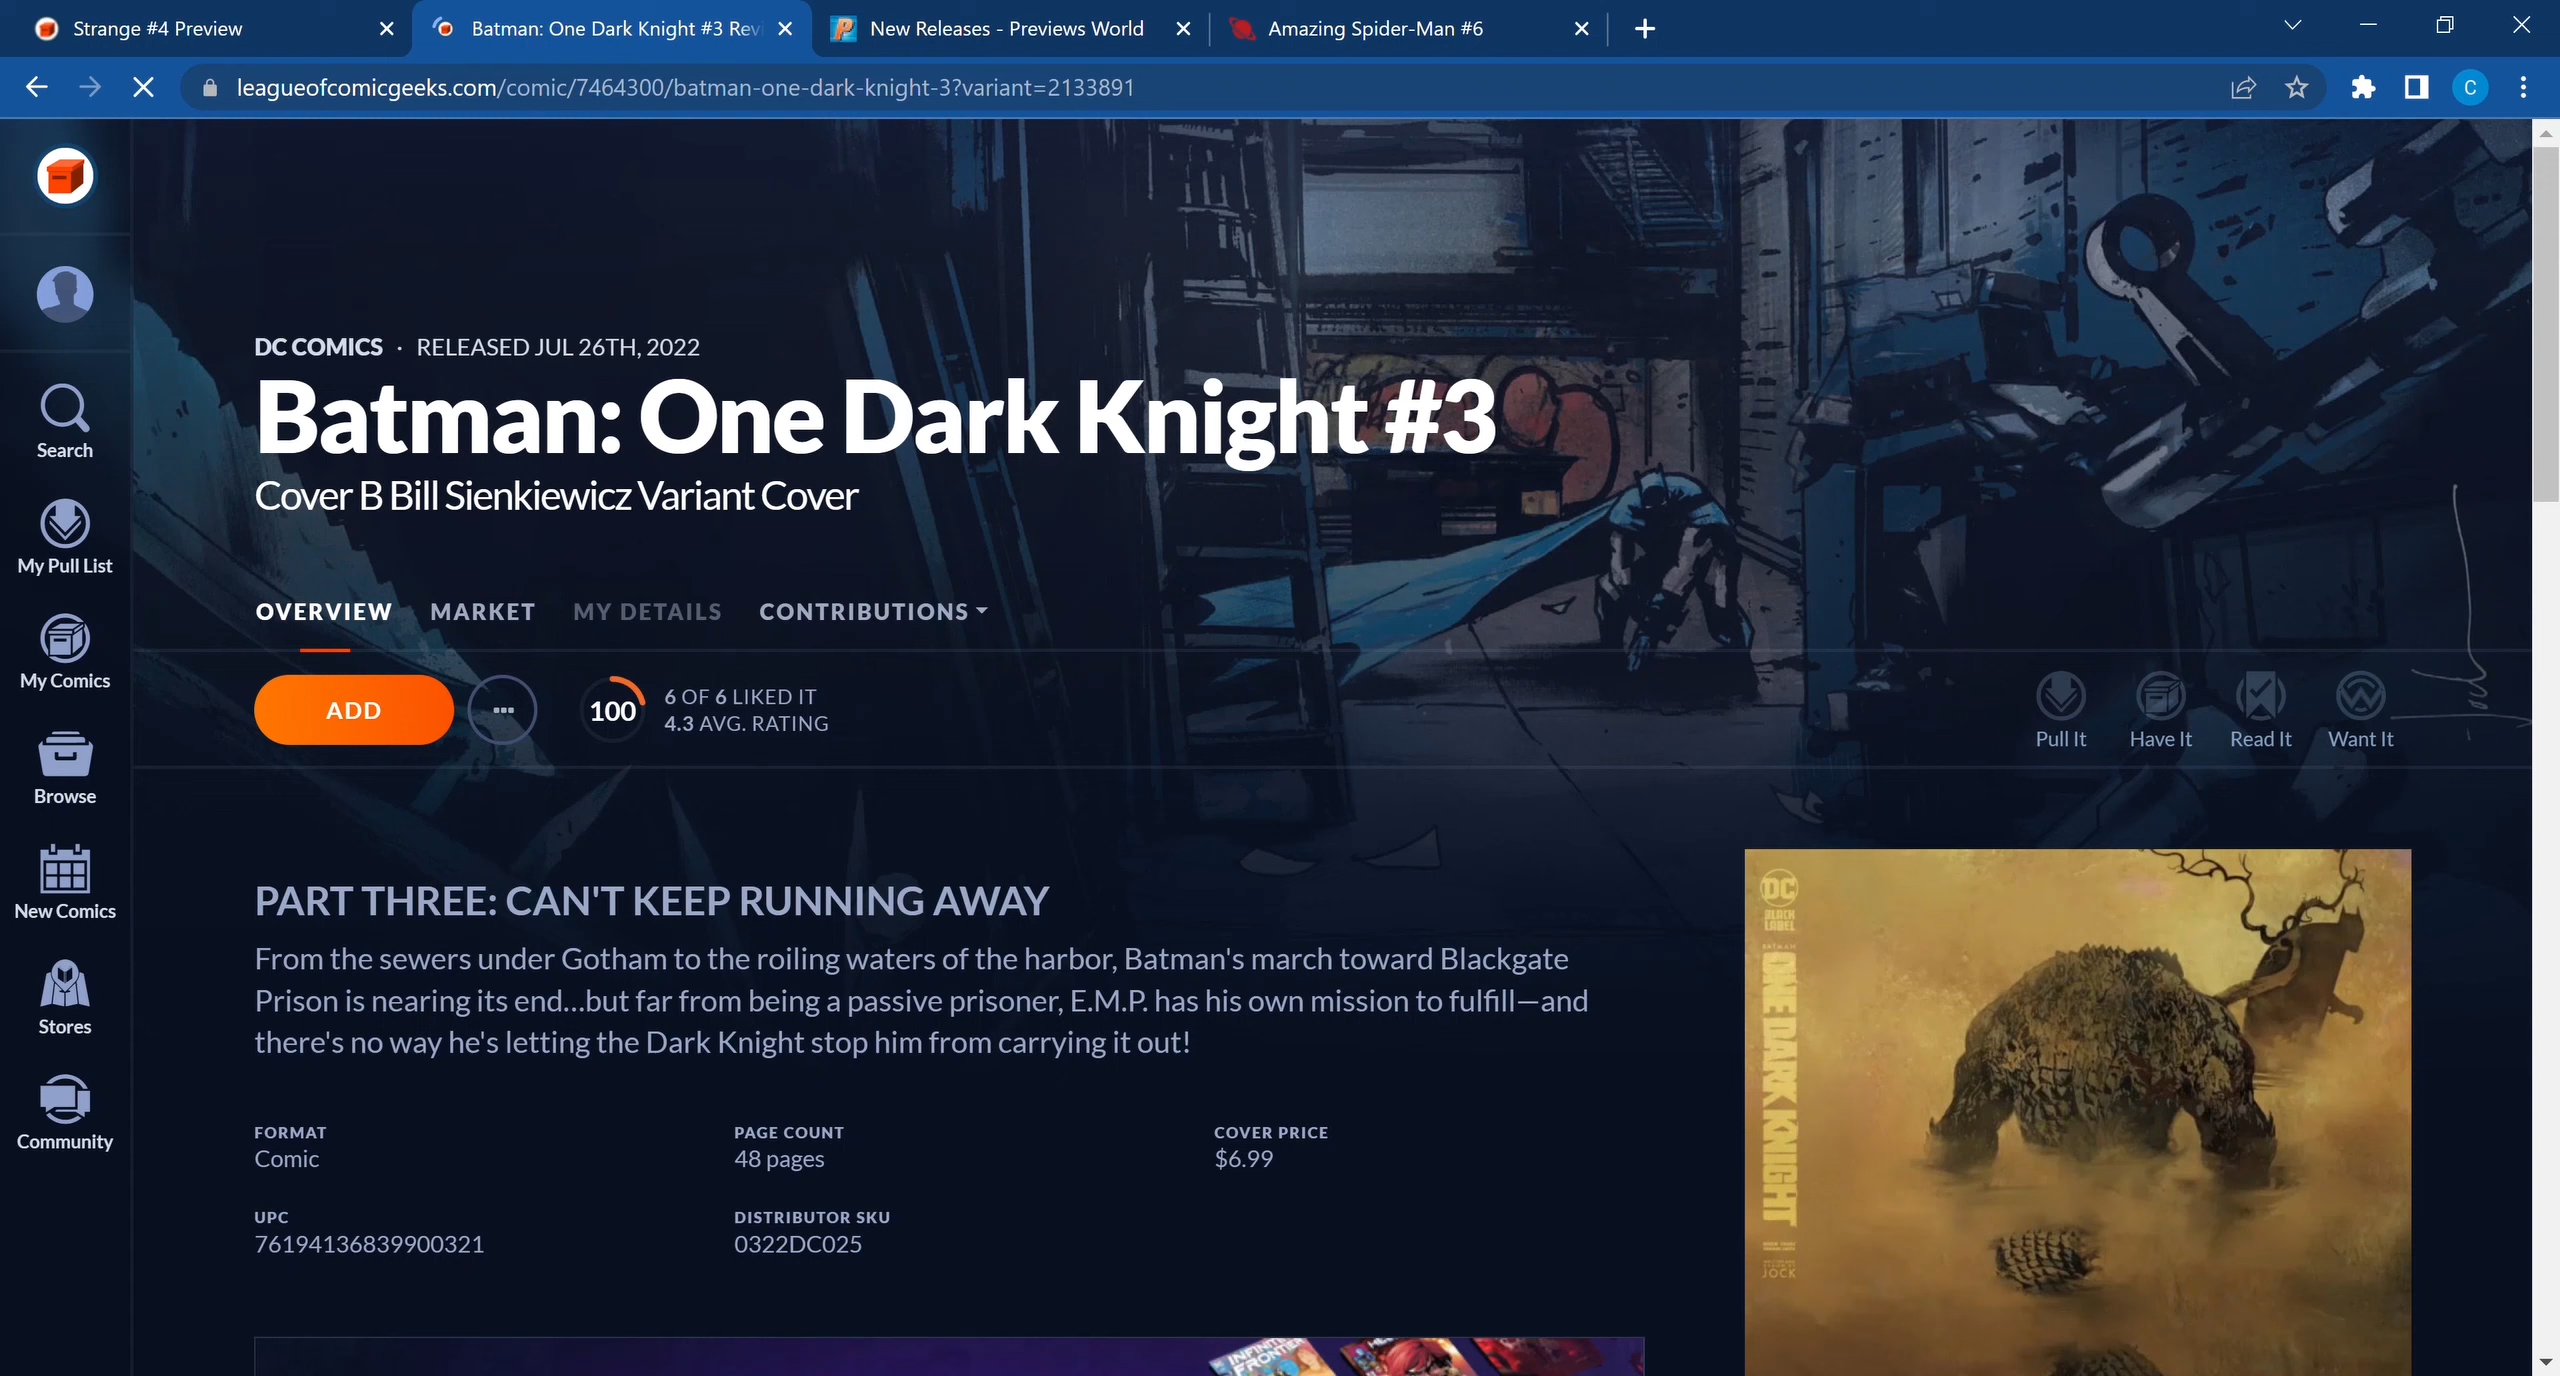 Strange #4 Preview
Batman: One Dark Knight #3 Revi
New Releases - Previews World
Amazing Spider-Man #6
leagueofcomicgeeks.com/comic/7464300/batman-one-dark-knight-3?variant=2133891
C
DC COMICS · RELEASED JUL 26TH, 2022
Batman: One Dark Knight #3
Cover B Bill Sienkiewicz Variant Cover
Search
My Pull List
My Comics
Browse
New Comics
Stores
Community
OVERVIEW MARKET MY DETAILS CONTRIBUTIONS
ADD
100
6 OF 6 LIKED IT
4.3 AVG. RATING
Pull It Have It Read It Want It
PART THREE: CAN'T KEEP RUNNING AWAY
From the sewers under Gotham to the roiling waters of the harbor, Batman's march toward Blackgate
Prison is nearing its end...but far from being a passive prisoner, E.M.P. has his own mission to fulfill—and
there's no way he's letting the Dark Knight stop him from carrying it out!
FORMAT
Comic
PAGE COUNT
48 pages
COVER PRICE
$6.99
UPC
76194136839900321
DISTRIBUTOR SKU
0322DC025
DC
BLACK
LABEL
BATMAN
ONE DARK KNIGHT
JOCK
INFINITE
FRONTIER